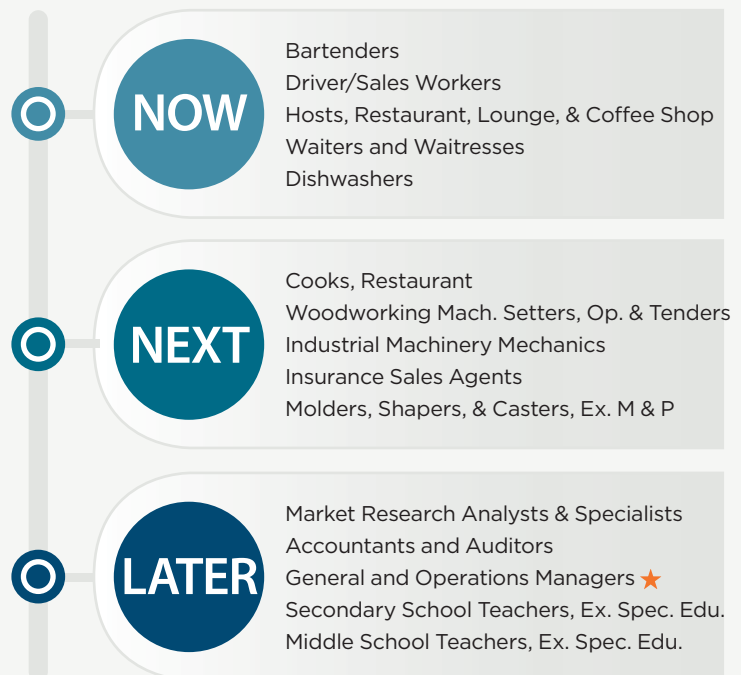 NOW
Bartenders
Driver/Sales Workers
Hosts, Restaurant, Lounge, & Coffee Shop
Waiters and Waitresses
Dishwashers
NEXT
Cooks, Restaurant
Woodworking Mach. Setters, Op. & Tenders
Industrial Machinery Mechanics
Insurance Sales Agents
Molders, Shapers, & Casters, Ex. M & P
LATER
Market Research Analysts & Specialists
Accountants and Auditors
General and Operations Managers ★
Secondary School Teachers, Ex. Spec. Edu.
Middle School Teachers, Ex. Spec. Edu.